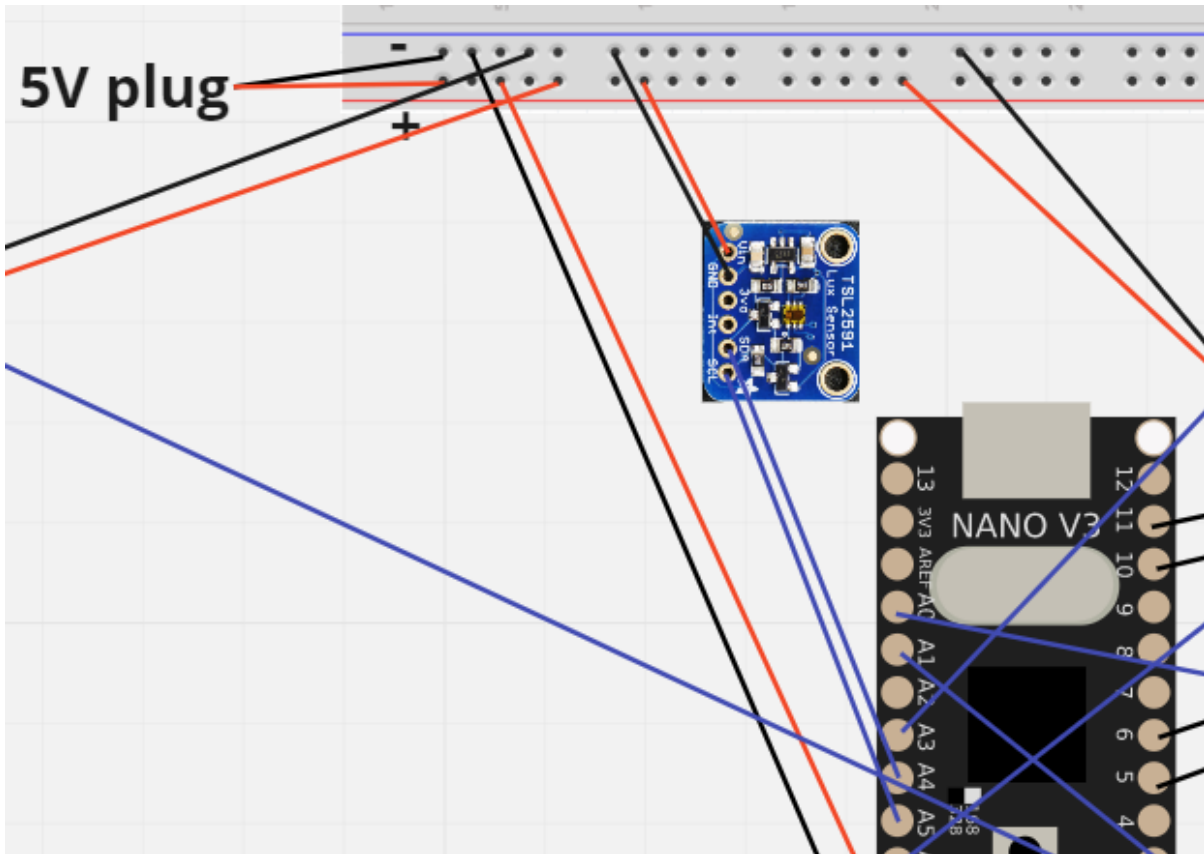 -
5V plug
+
Vin
GND
3vo
Int
SDA
SCL
TSL2591
Lux Sensor
NANO V3
13
3V3
AREF
A0
A1
A2
A3
A4
A5
12
11
10
9
8
7
6
5
4